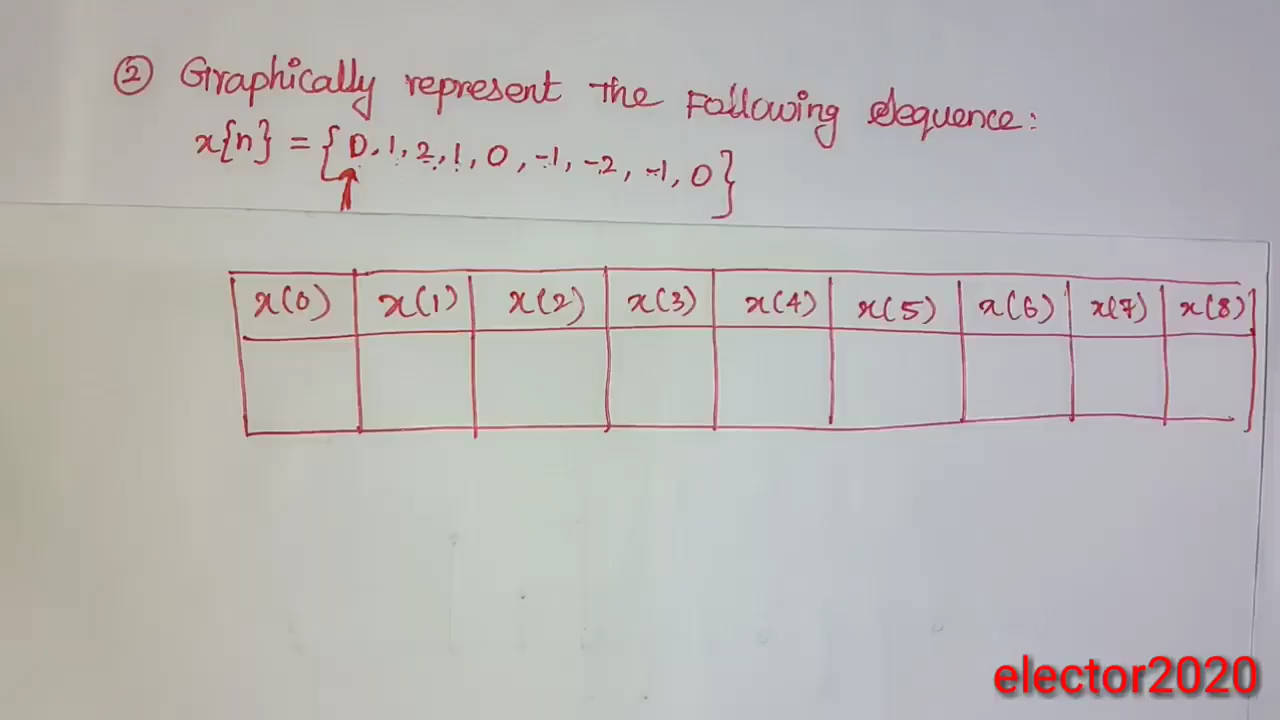 ② Graphically represent the Following Sequence:
x{n} = {0, 1, 2, 1, 0, -1, -2, -1, 0}
x(0) x(1) x(2) x(3) x(4) x(5) x(6) x(7) x(8)
elector2020